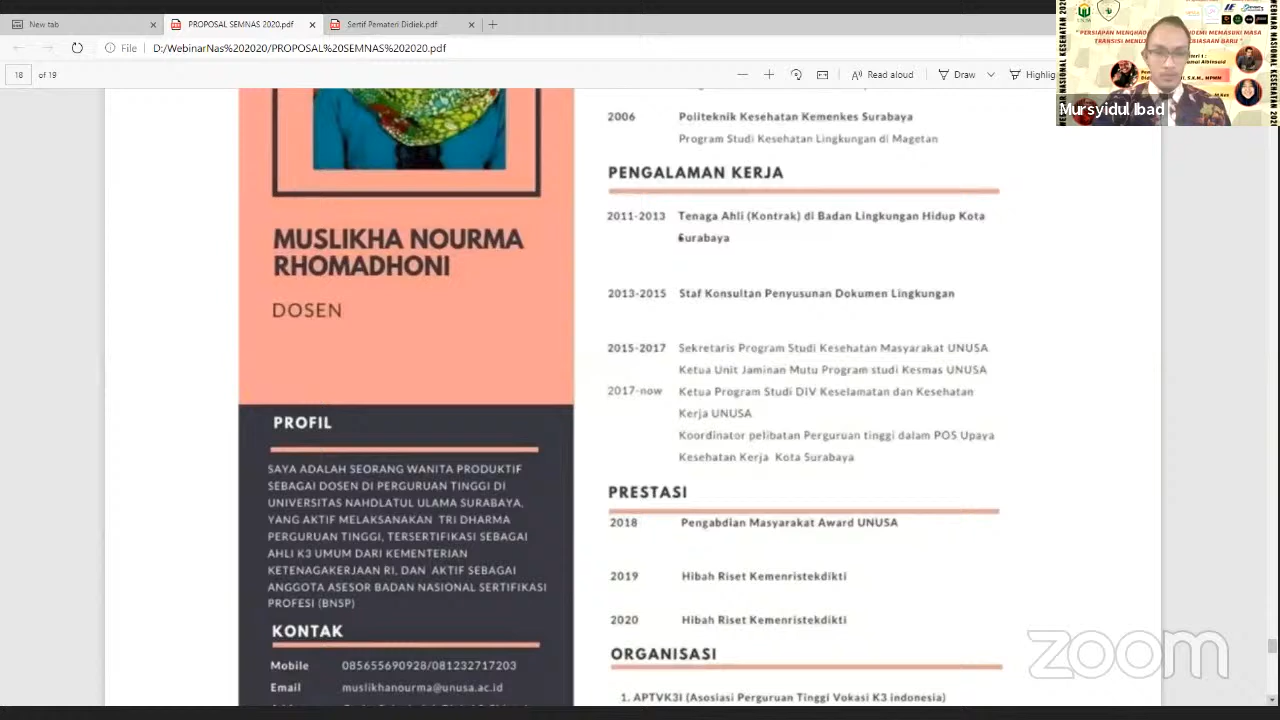 New tab
PROPOSAL SEMNAS 2020.pdf
Sertif Pemateri Didiek.pdf
File D:/WebinarNas%202020/PROPOSAL%20SEMNAS%202020.pdf
18 of 19
Read aloud
Draw
Highlig
Mursyidul Ibad
2006 Politeknik Kesehatan Kemenkes Surabaya
Program Studi Kesehatan Lingkungan di Magetan
PENGALAMAN KERJA
2011-2013 Tenaga Ahli (Kontrak) di Badan Lingkungan Hidup Kota
Surabaya
2013-2015 Staf Konsultan Penyusunan Dokumen Lingkungan
2015-2017 Sekretaris Program Studi Kesehatan Masyarakat UNUSA
Ketua Unit Jaminan Mutu Program studi Kesmas UNUSA
2017-now Ketua Program Studi DIV Keselamatan dan Kesehatan
Kerja UNUSA
Koordinator pelibatan Perguruan tinggi dalam POS Upaya
Kesehatan Kerja Kota Surabaya
PRESTASI
2018 Pengabdian Masyarakat Award UNUSA
2019 Hibah Riset Kemenristekdikti
2020 Hibah Riset Kemenristekdikti
ORGANISASI
1. APTVK3I (Asosiasi Perguruan Tinggi Vokasi K3 indonesia)
MUSLIKHA NOURMA
RHOMADHONI
DOSEN
PROFIL
SAYA ADALAH SEORANG WANITA PRODUKTIF
SEBAGAI DOSEN DI PERGURUAN TINGGI DI
UNIVERSITAS NAHDLATUL ULAMA SURABAYA,
YANG AKTIF MELAKSANAKAN TRI DHARMA
PERGURUAN TINGGI, TERSERTIFIKASI SEBAGAI
AHLI K3 UMUM DARI KEMENTERIAN
KETENAGAKERJAAN RI, DAN AKTIF SEBAGAI
ANGGOTA ASESOR BADAN NASIONAL SERTIFIKASI
PROFESI (BNSP)
KONTAK
Mobile 085655690928/081232717203
Email muslikhanourma@unusa.ac.id
zoom